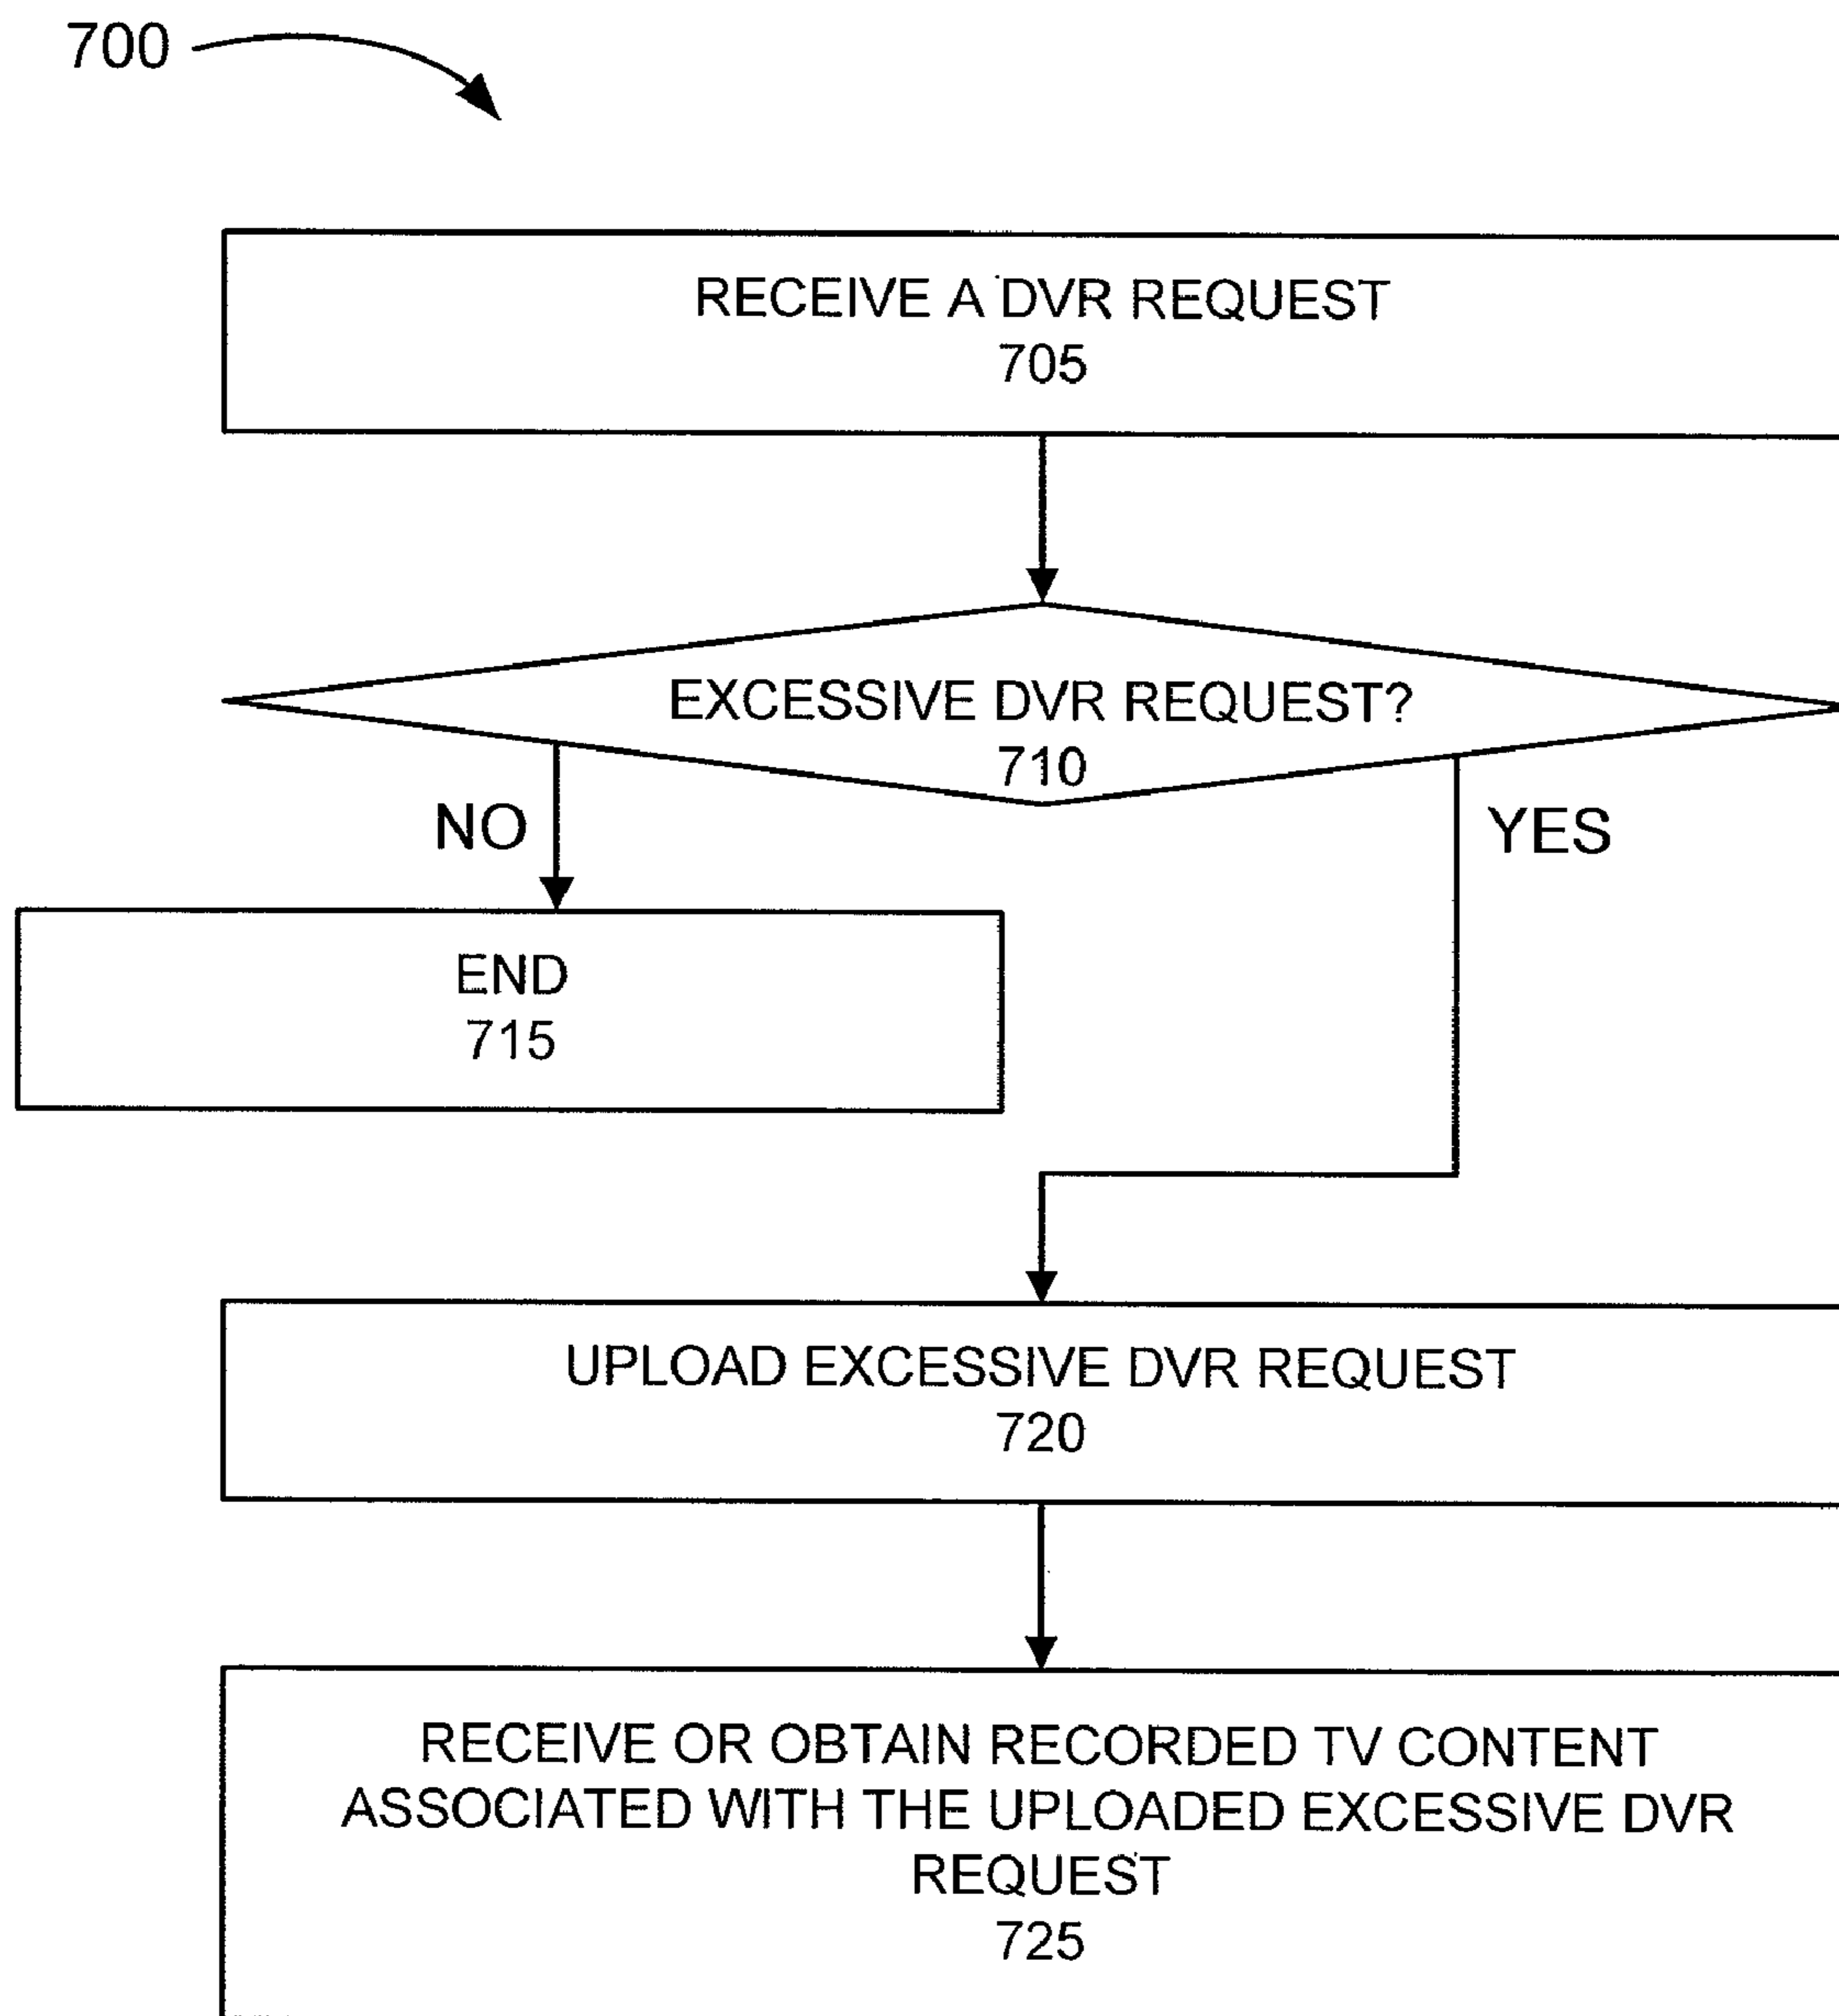 700
RECEIVE A DVR REQUEST
705
EXCESSIVE DVR REQUEST?
710
NO
YES
END
715
UPLOAD EXCESSIVE DVR REQUEST
720
RECEIVE OR OBTAIN RECORDED TV CONTENT
ASSOCIATED WITH THE UPLOADED EXCESSIVE DVR
REQUEST
725